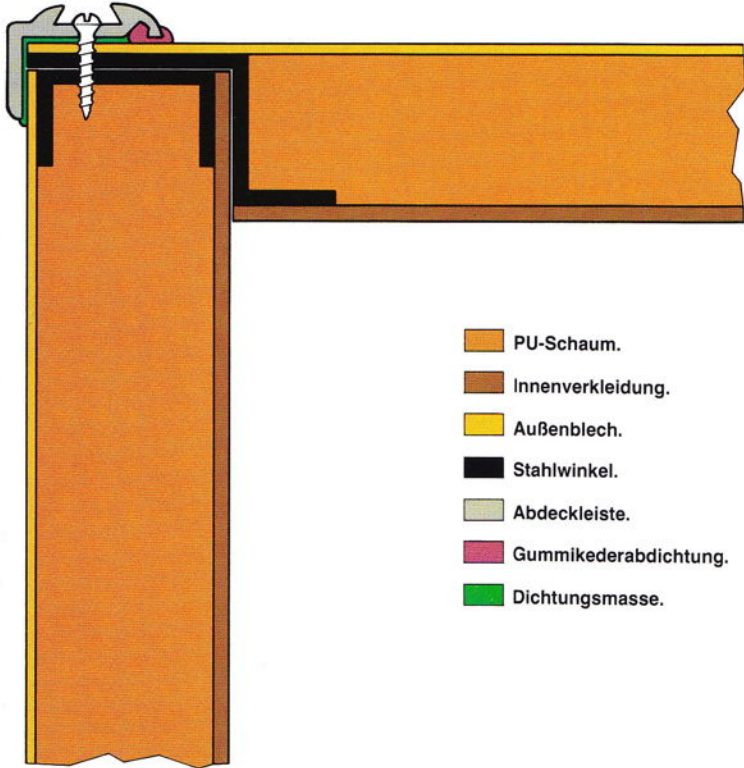 PU-Schaum.
Innenverkleidung.
Außenblech.
Stahlwinkel.
Abdeckleiste.
Gummikederabdichtung.
Dichtungsmasse.